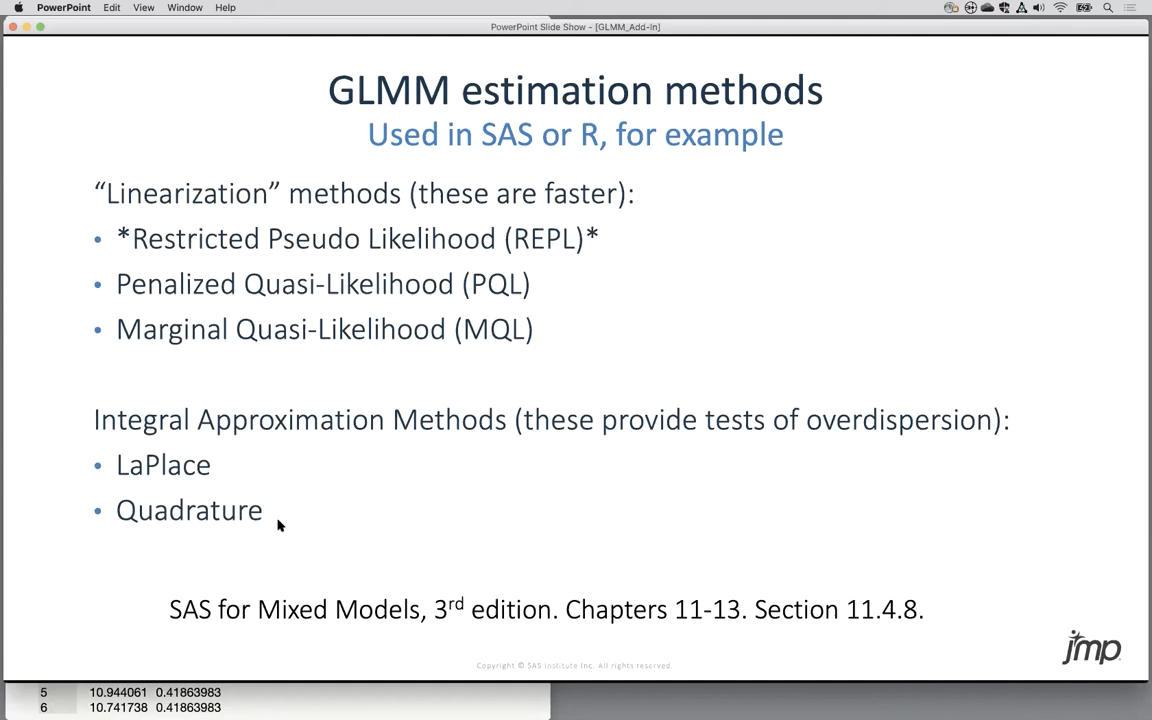 PowerPoint Edit View Window Help
PowerPoint Slide Show - [GLMM_Add-In]
GLMM estimation methods
Used in SAS or R, for example
“Linearization” methods (these are faster):
• *Restricted Pseudo Likelihood (REPL)*
• Penalized Quasi-Likelihood (PQL)
• Marginal Quasi-Likelihood (MQL)
Integral Approximation Methods (these provide tests of overdispersion):
• LaPlace
• Quadrature
SAS for Mixed Models, 3rd edition. Chapters 11-13. Section 11.4.8.
jmp
Copyright © SAS Institute Inc. All rights reserved.
5 10.944061 0.41863983
6 10.741738 0.41863983